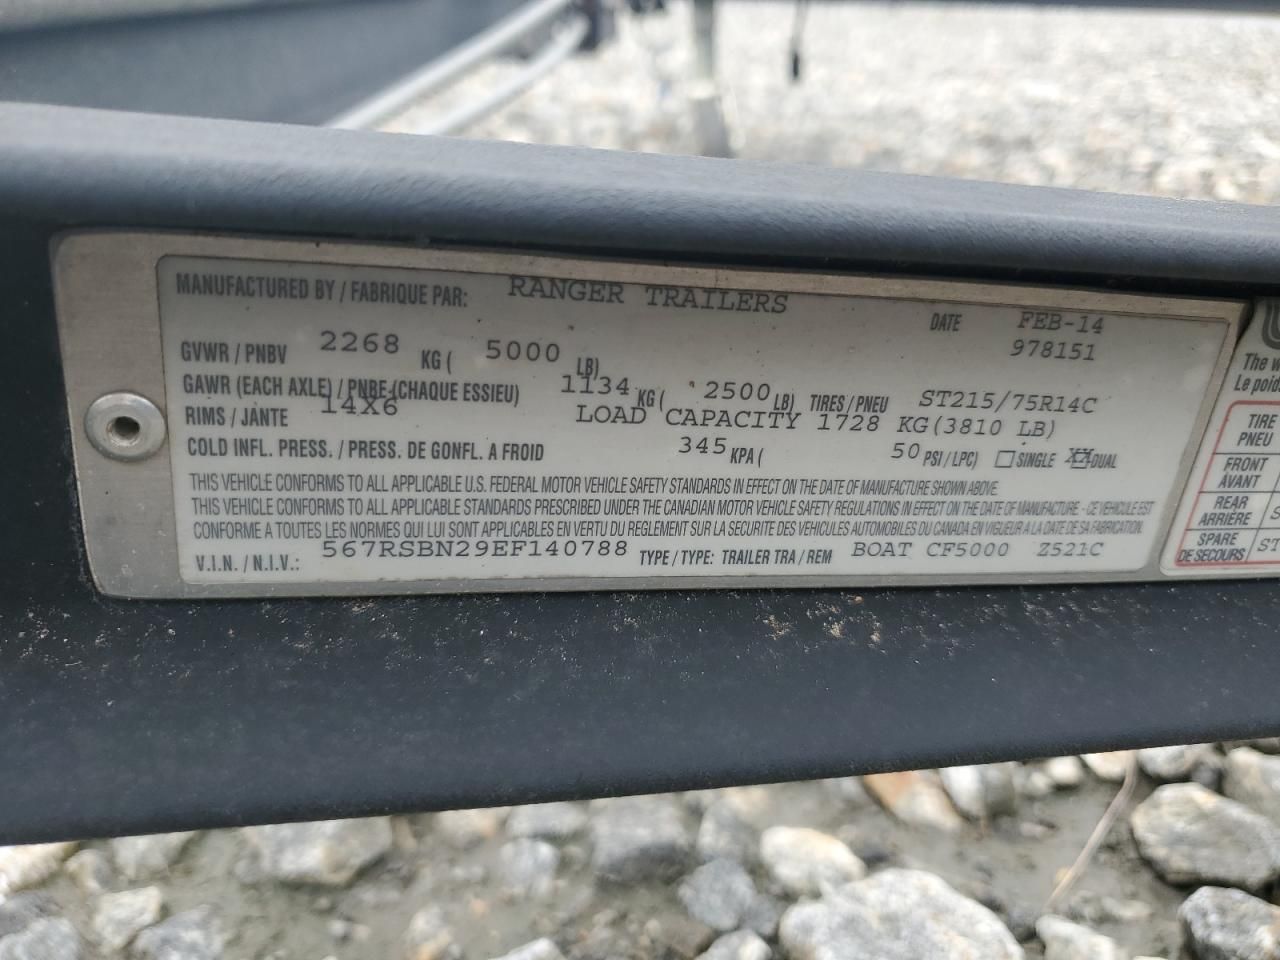 MANUFACTURED BY / FABRIQUE PAR: RANGER TRAILERS DATE FEB-14
978151
GVWR / PNBV 2268 KG ( 5000 LB)
GAWR (EACH AXLE) / PNBE (CHAQUE ESSIEU) 1134 KG ( 2500 LB) TIRES / PNEU ST215/75R14C
RIMS / JANTE 14X6 LOAD CAPACITY 1728 KG(3810 LB)
COLD INFL. PRESS. / PRESS. DE GONFL. A FROID 345 KPA ( 50 PSI / LPC) SINGLE XX DUAL
THIS VEHICLE CONFORMS TO ALL APPLICABLE U.S. FEDERAL MOTOR VEHICLE SAFETY STANDARDS IN EFFECT ON THE DATE OF MANUFACTURE SHOWN ABOVE.
THIS VEHICLE CONFORMS TO ALL APPLICABLE STANDARDS PRESCRIBED UNDER THE CANADIAN MOTOR VEHICLE SAFETY REGULATIONS IN EFFECT ON THE DATE OF MANUFACTURE - CE VEHICULE EST
CONFORME A TOUTES LES NORMES QUI LUI SONT APPLICABLES EN VERTU DU REGLEMENT SUR LA SECURITE DES VEHICULES AUTOMOBILES DU CANADA EN VIGUEUR A LA DATE DE SA FABRICATION.
V.I.N. / N.I.V.: 567RSBN29EF140788 TYPE / TYPE: TRAILER TRA / REM BOAT CF5000 Z521C
The w
Le poid
TIRE
PNEU
FRONT
AVANT
REAR
ARRIÈRE S
SPARE
DE SECOURS ST